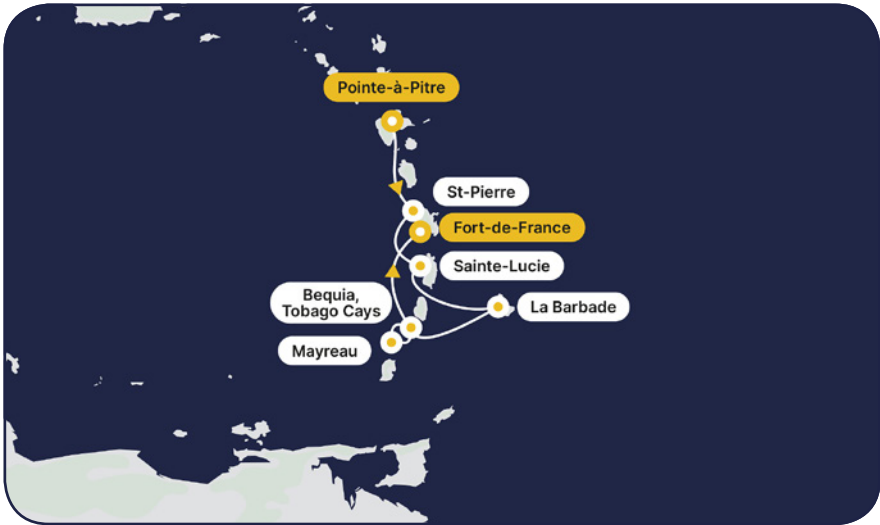 Pointe-à-Pitre
St-Pierre
Fort-de-France
Sainte-Lucie
Bequia,
Tobago Cays
La Barbade
Mayreau